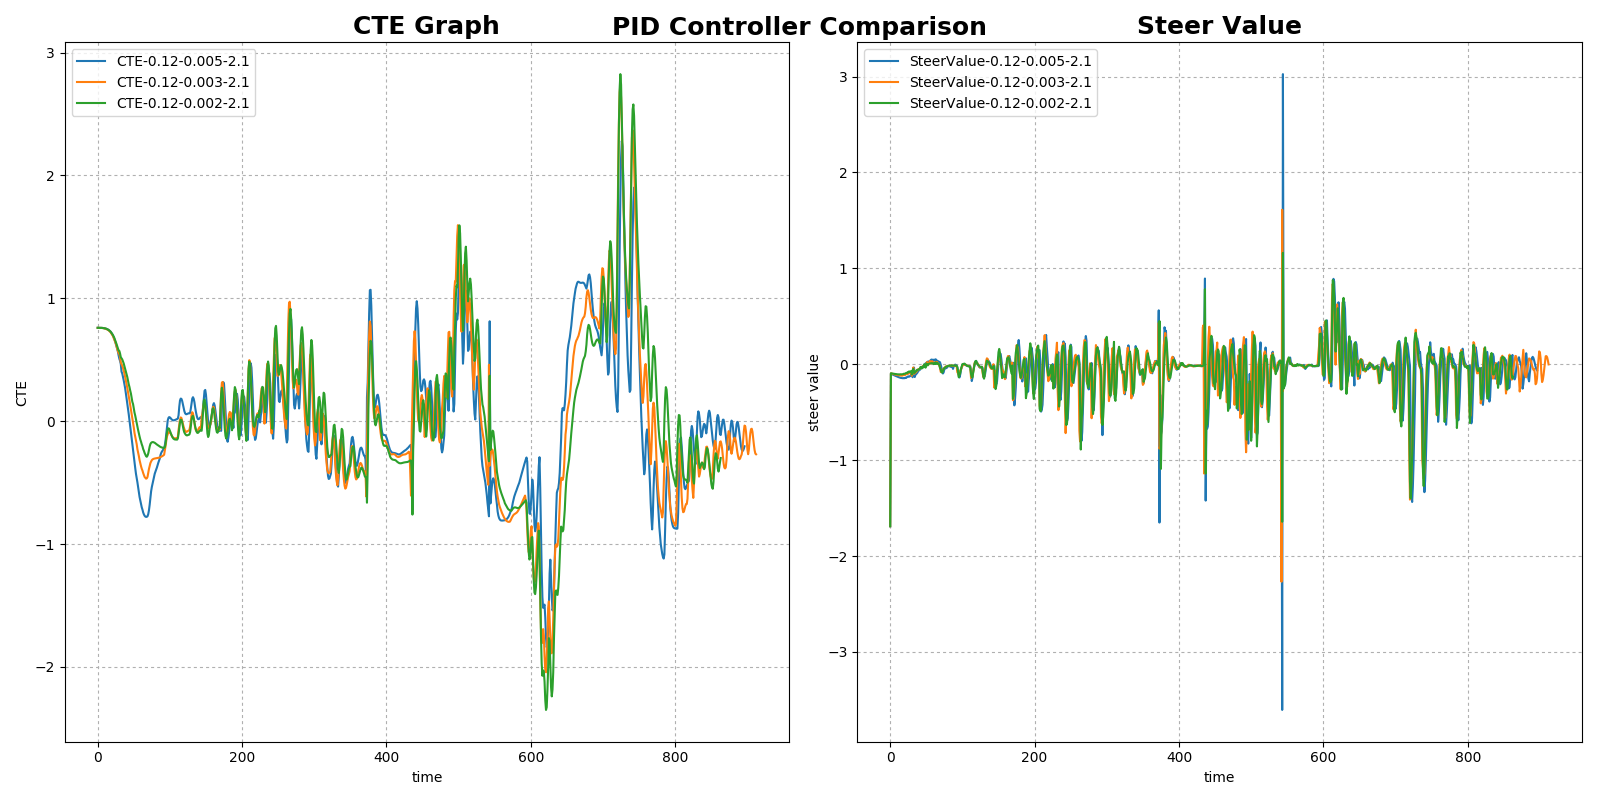 PID Controller Comparison
CTE Graph
CTE-0.12-0.005-2.1
CTE-0.12-0.003-2.1
CTE-0.12-0.002-2.1
CTE
3
2
1
0
−1
−2
0 200 400 600 800
time
Steer Value
SteerValue-0.12-0.005-2.1
SteerValue-0.12-0.003-2.1
SteerValue-0.12-0.002-2.1
steer value
3
2
1
0
−1
−2
−3
0 200 400 600 800
time